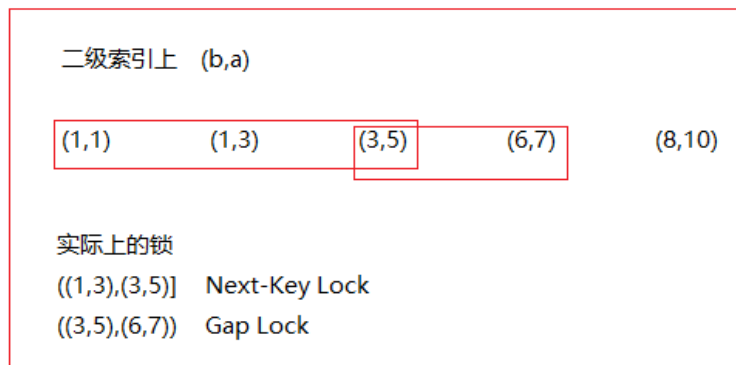 二级索引上 (b,a)
(1,1) (1,3) (3,5) (6,7) (8,10)
实际上的锁
((1,3),(3,5)] Next-Key Lock
((3,5),(6,7)) Gap Lock